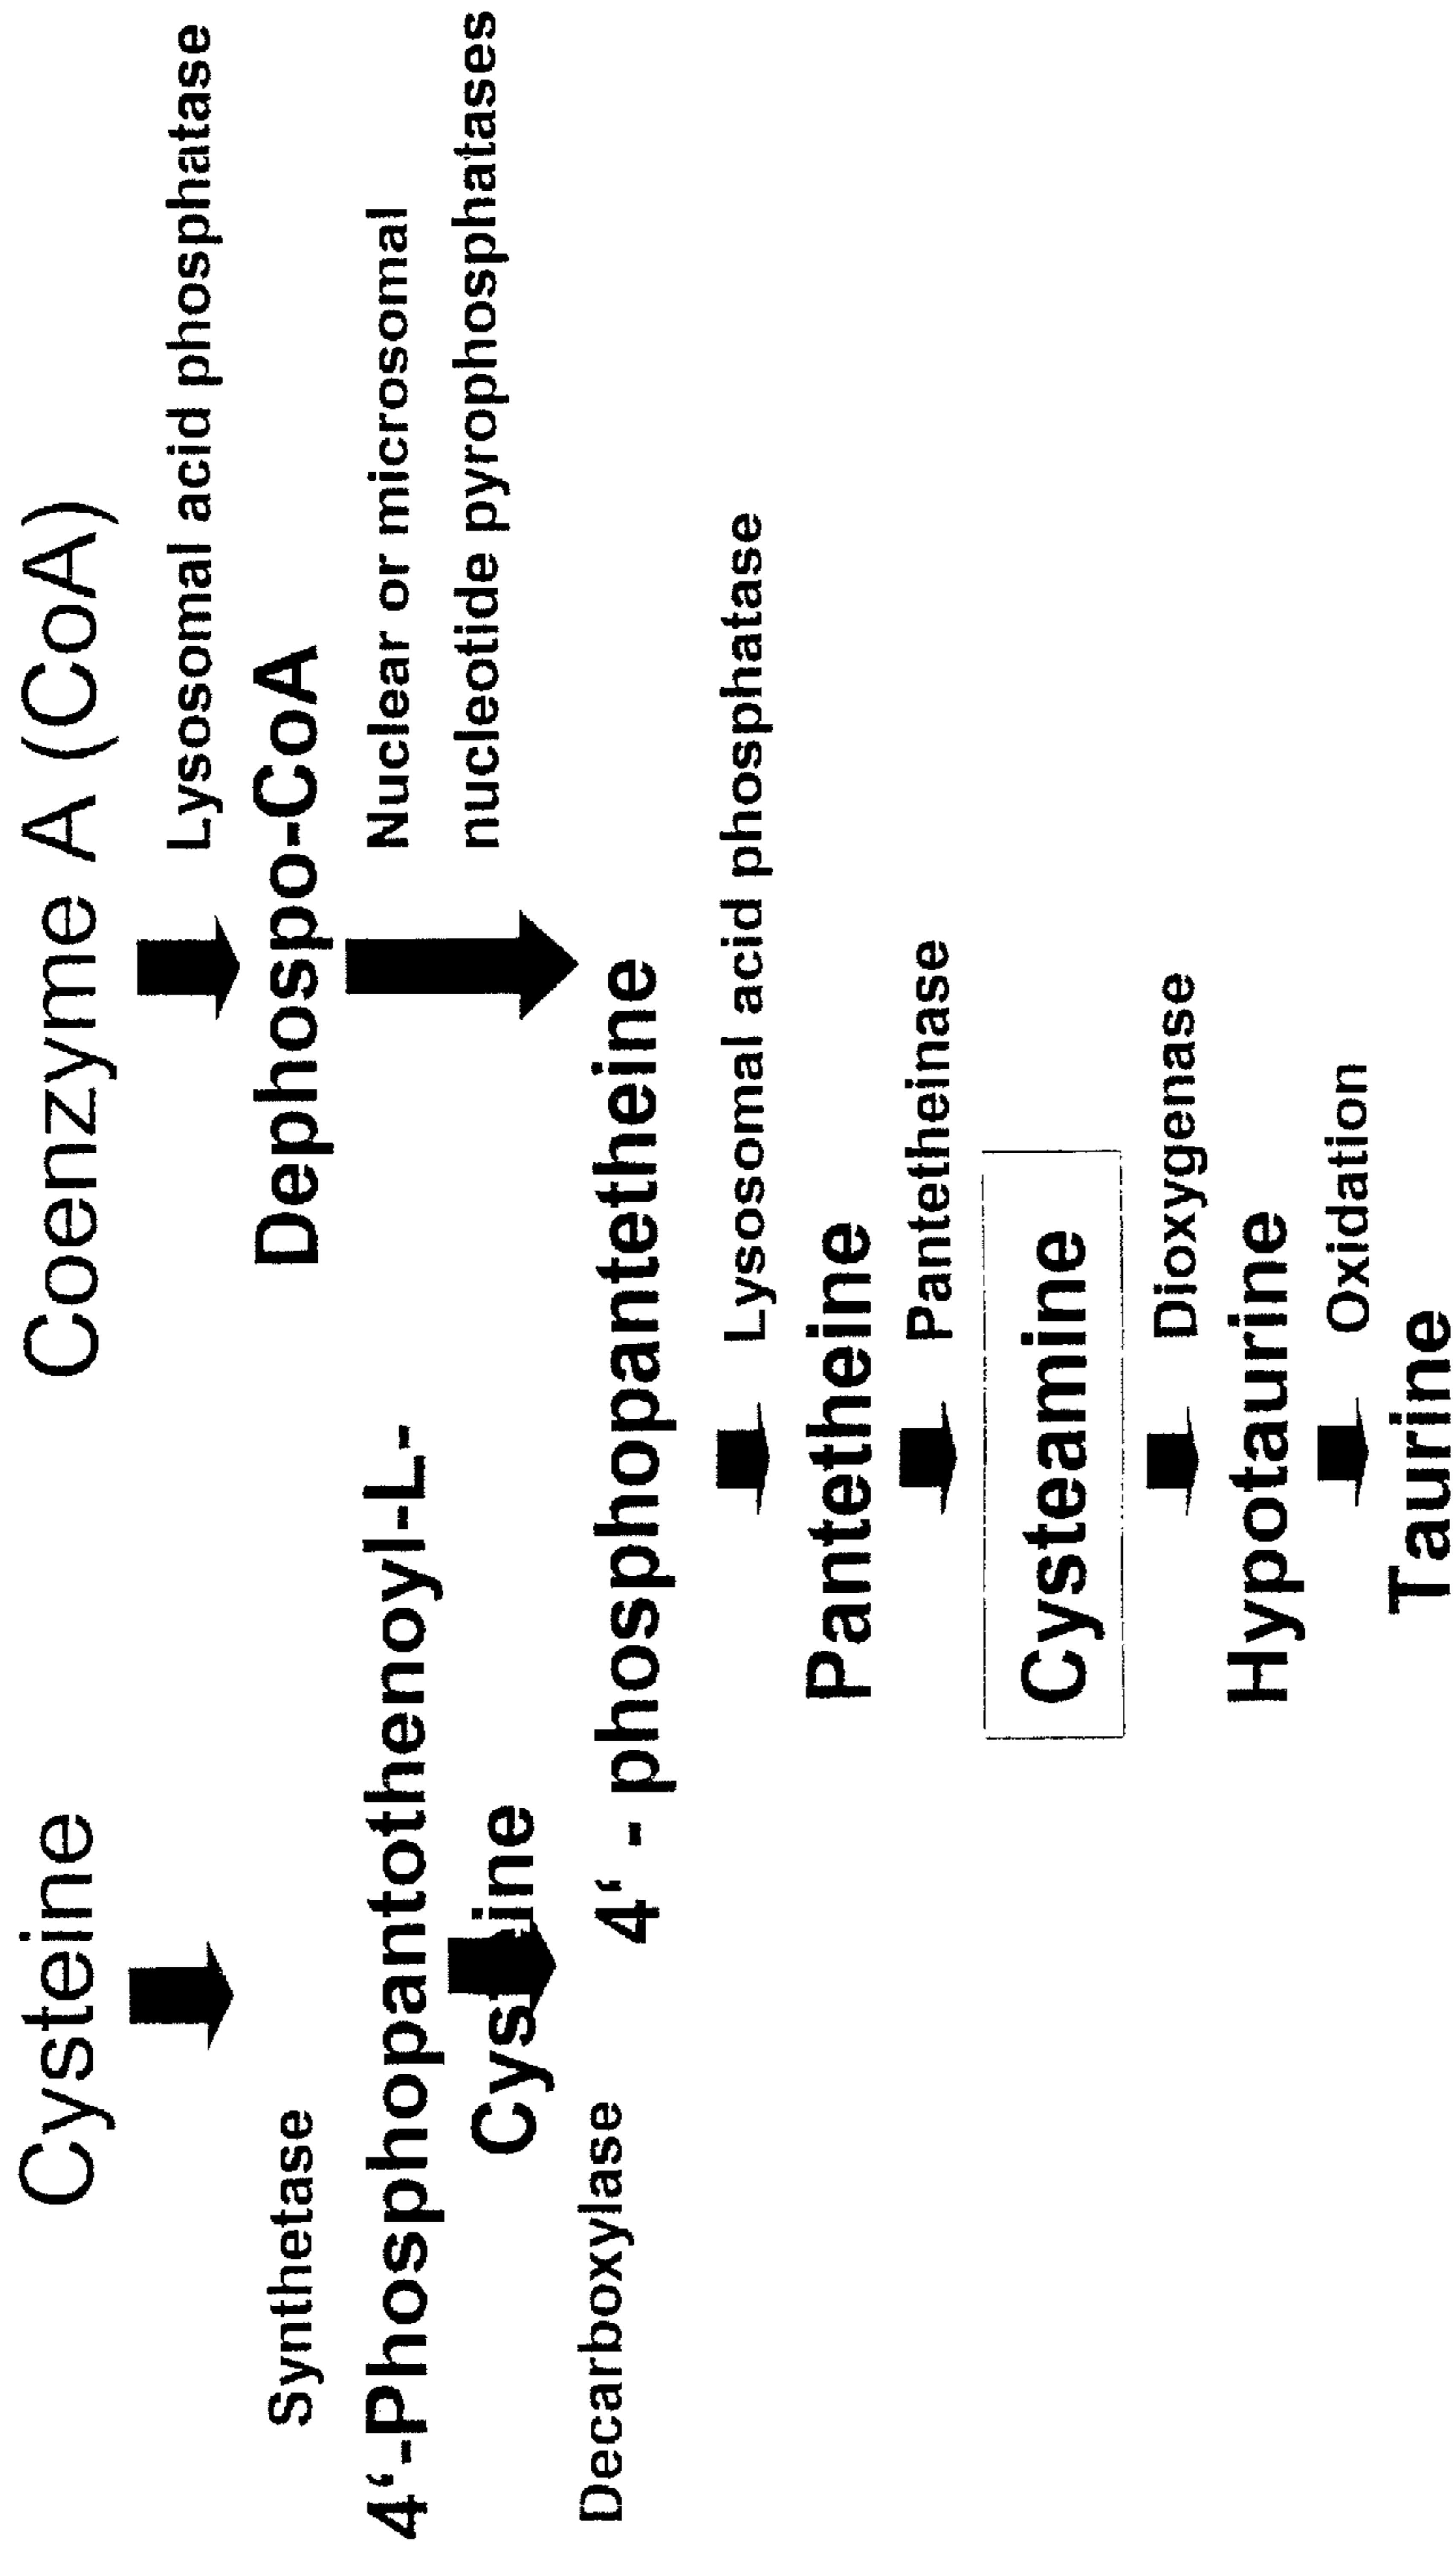 Cysteine
Coenzyme A (CoA)
Lysosomal acid phosphatase
Synthetase
Dephospo-CoA
4‘-Phosphopantothenoyl-L-
Nuclear or microsomal
nucleotide pyrophosphatases
Decarboxylase
4‘ - phosphopantetheine
Lysosomal acid phosphatase
Pantetheine
Pantetheinase
Cysteamine
Dioxygenase
Hypotaurine
Oxidation
Taurine